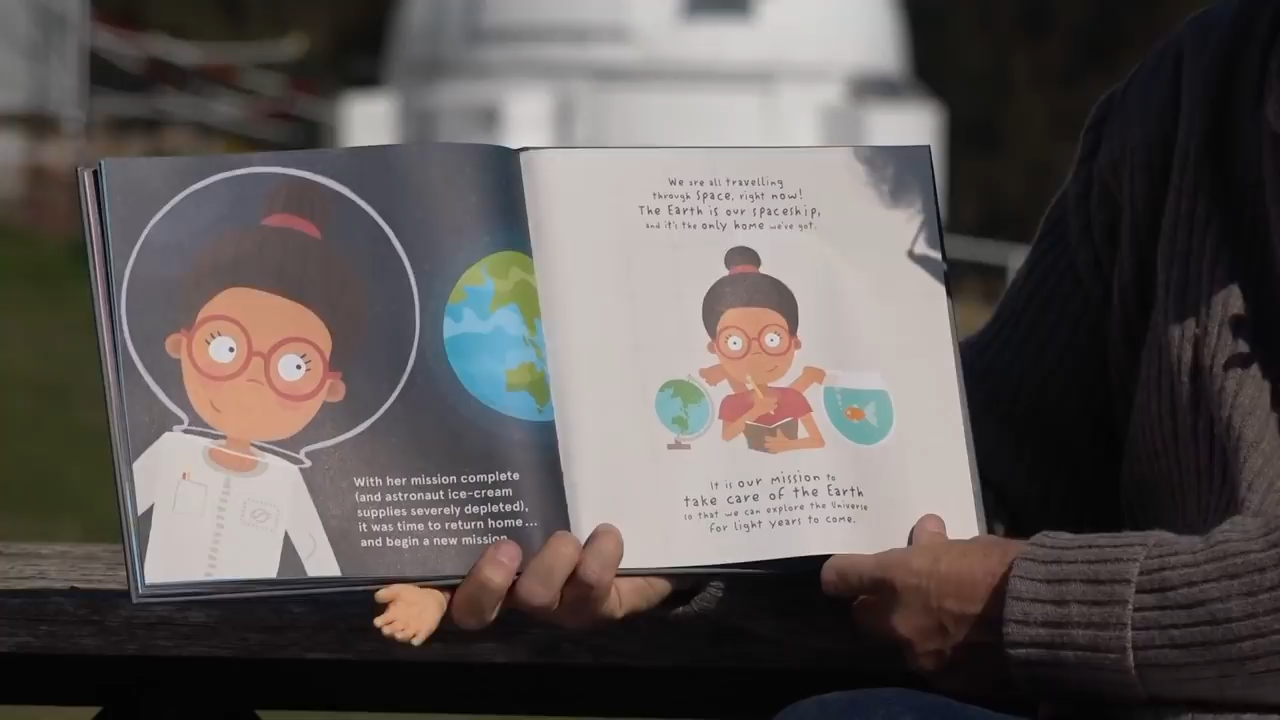 With her mission complete
(and astronaut ice-cream
supplies severely depleted),
it was time to return home...
and begin a new mission
We are all travelling
through space, right now!
The Earth is our spaceship,
and it's the only home we've got.
It is our mission to
take care of the Earth
so that we can explore the Universe
for light years to come.